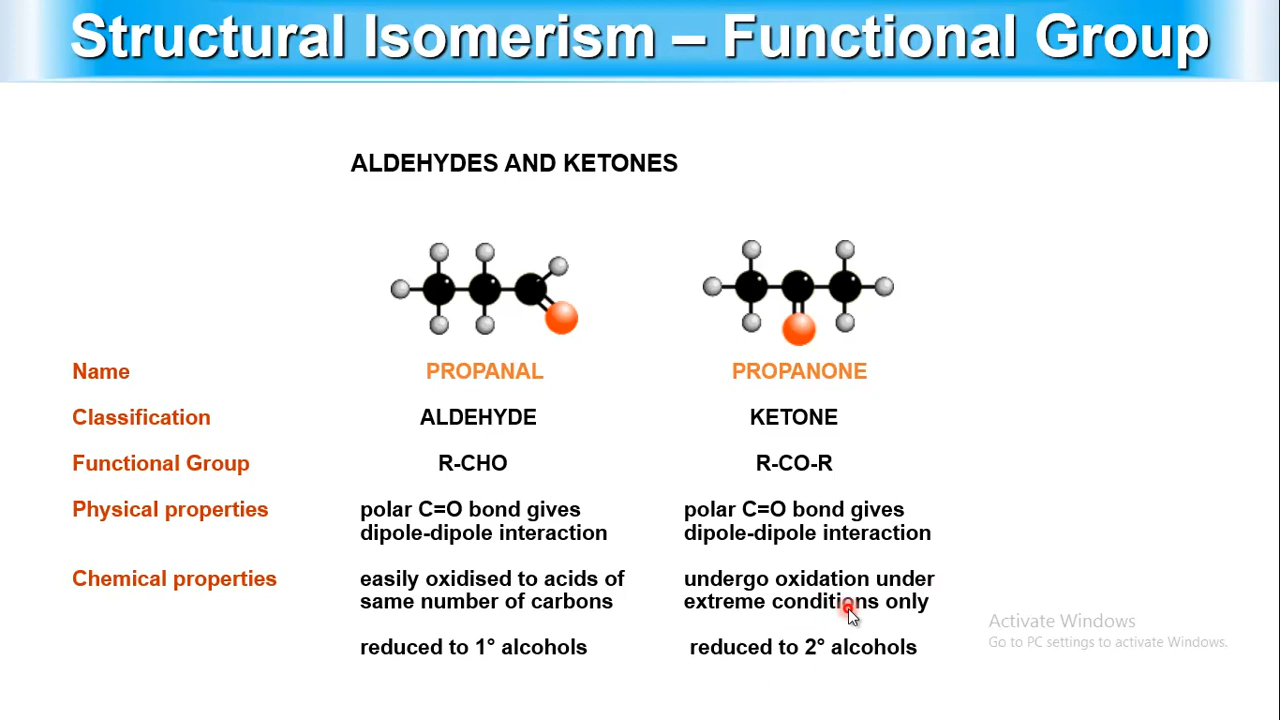 Structural Isomerism – Functional Group
ALDEHYDES AND KETONES
Name PROPANAL PROPANONE
Classification ALDEHYDE KETONE
Functional Group R-CHO R-CO-R
Physical properties polar C=O bond gives polar C=O bond gives
dipole-dipole interaction dipole-dipole interaction
Chemical properties easily oxidised to acids of undergo oxidation under
same number of carbons extreme conditions only
reduced to 1° alcohols reduced to 2° alcohols
Activate Windows
Go to PC settings to activate Windows.